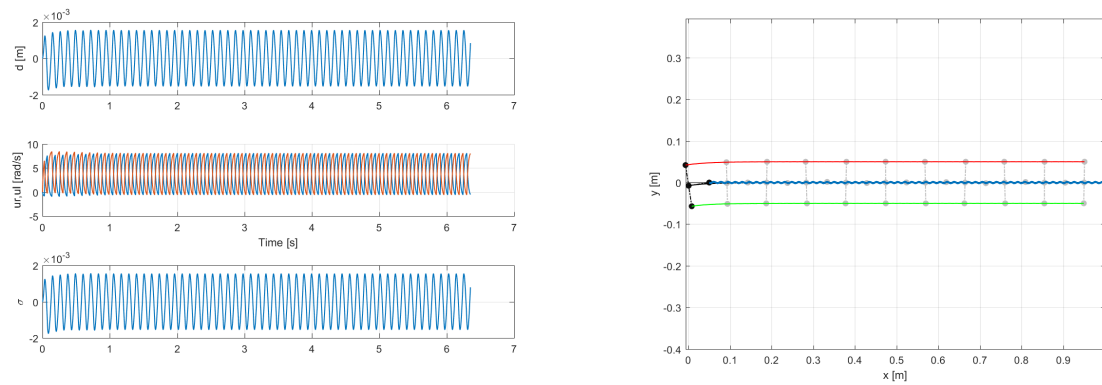 ×10-3
2
0
-2
d [m]
0 1 2 3 4 5 6 7
10
5
0
-5
ur,ul [rad/s]
0 1 2 3 4 5 6 7
Time [s]
×10-3
2
0
-2
σ
0 1 2 3 4 5 6 7
0.3
0.2
0.1
0
-0.1
-0.2
-0.3
-0.4
y [m]
0 0.1 0.2 0.3 0.4 0.5 0.6 0.7 0.8 0.9
x [m]